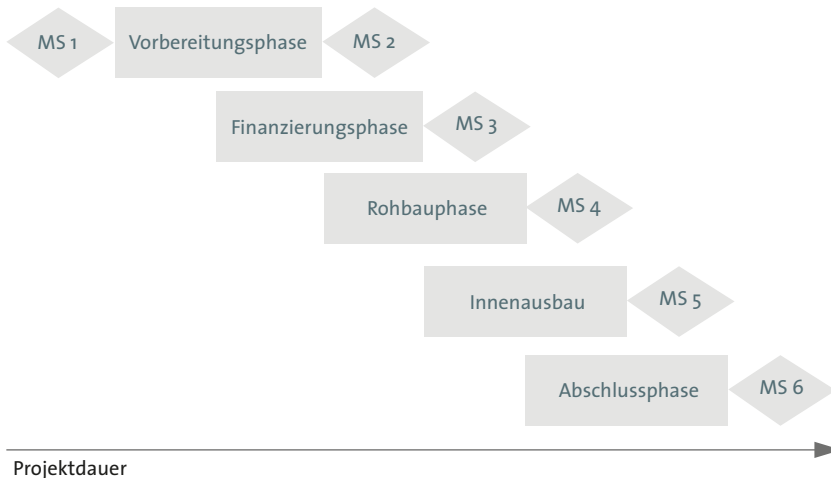 MS 1 Vorbereitungsphase MS 2
Finanzierungsphase MS 3
Rohbauphase MS 4
Innenausbau MS 5
Abschlussphase MS 6
Projektdauer